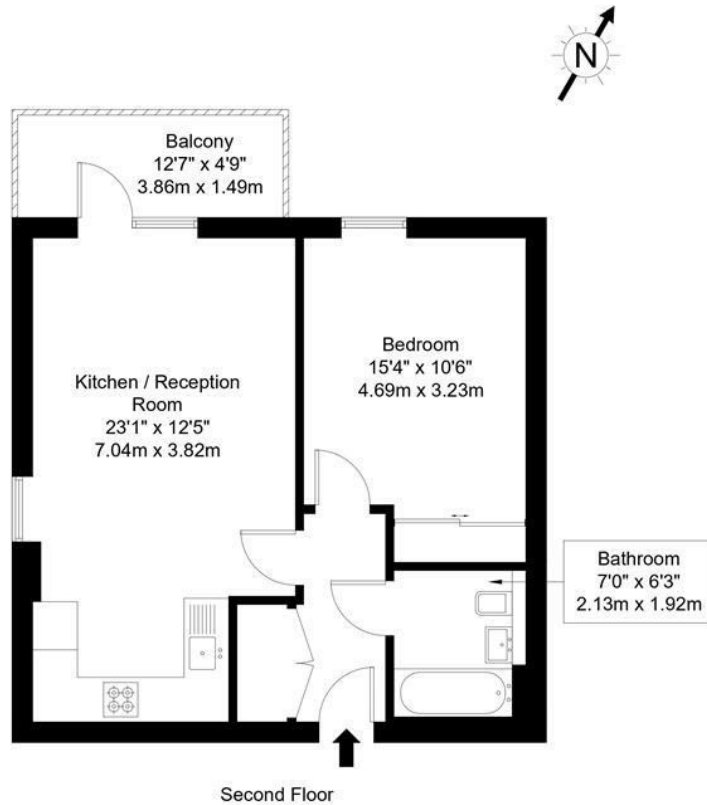 N
Balcony
12'7" x 4'9"
3.86m x 1.49m
Bedroom
15'4" x 10'6"
4.69m x 3.23m
Kitchen / Reception
Room
23'1" x 12'5"
7.04m x 3.82m
Bathroom
7'0" x 6'3"
2.13m x 1.92m
Second Floor